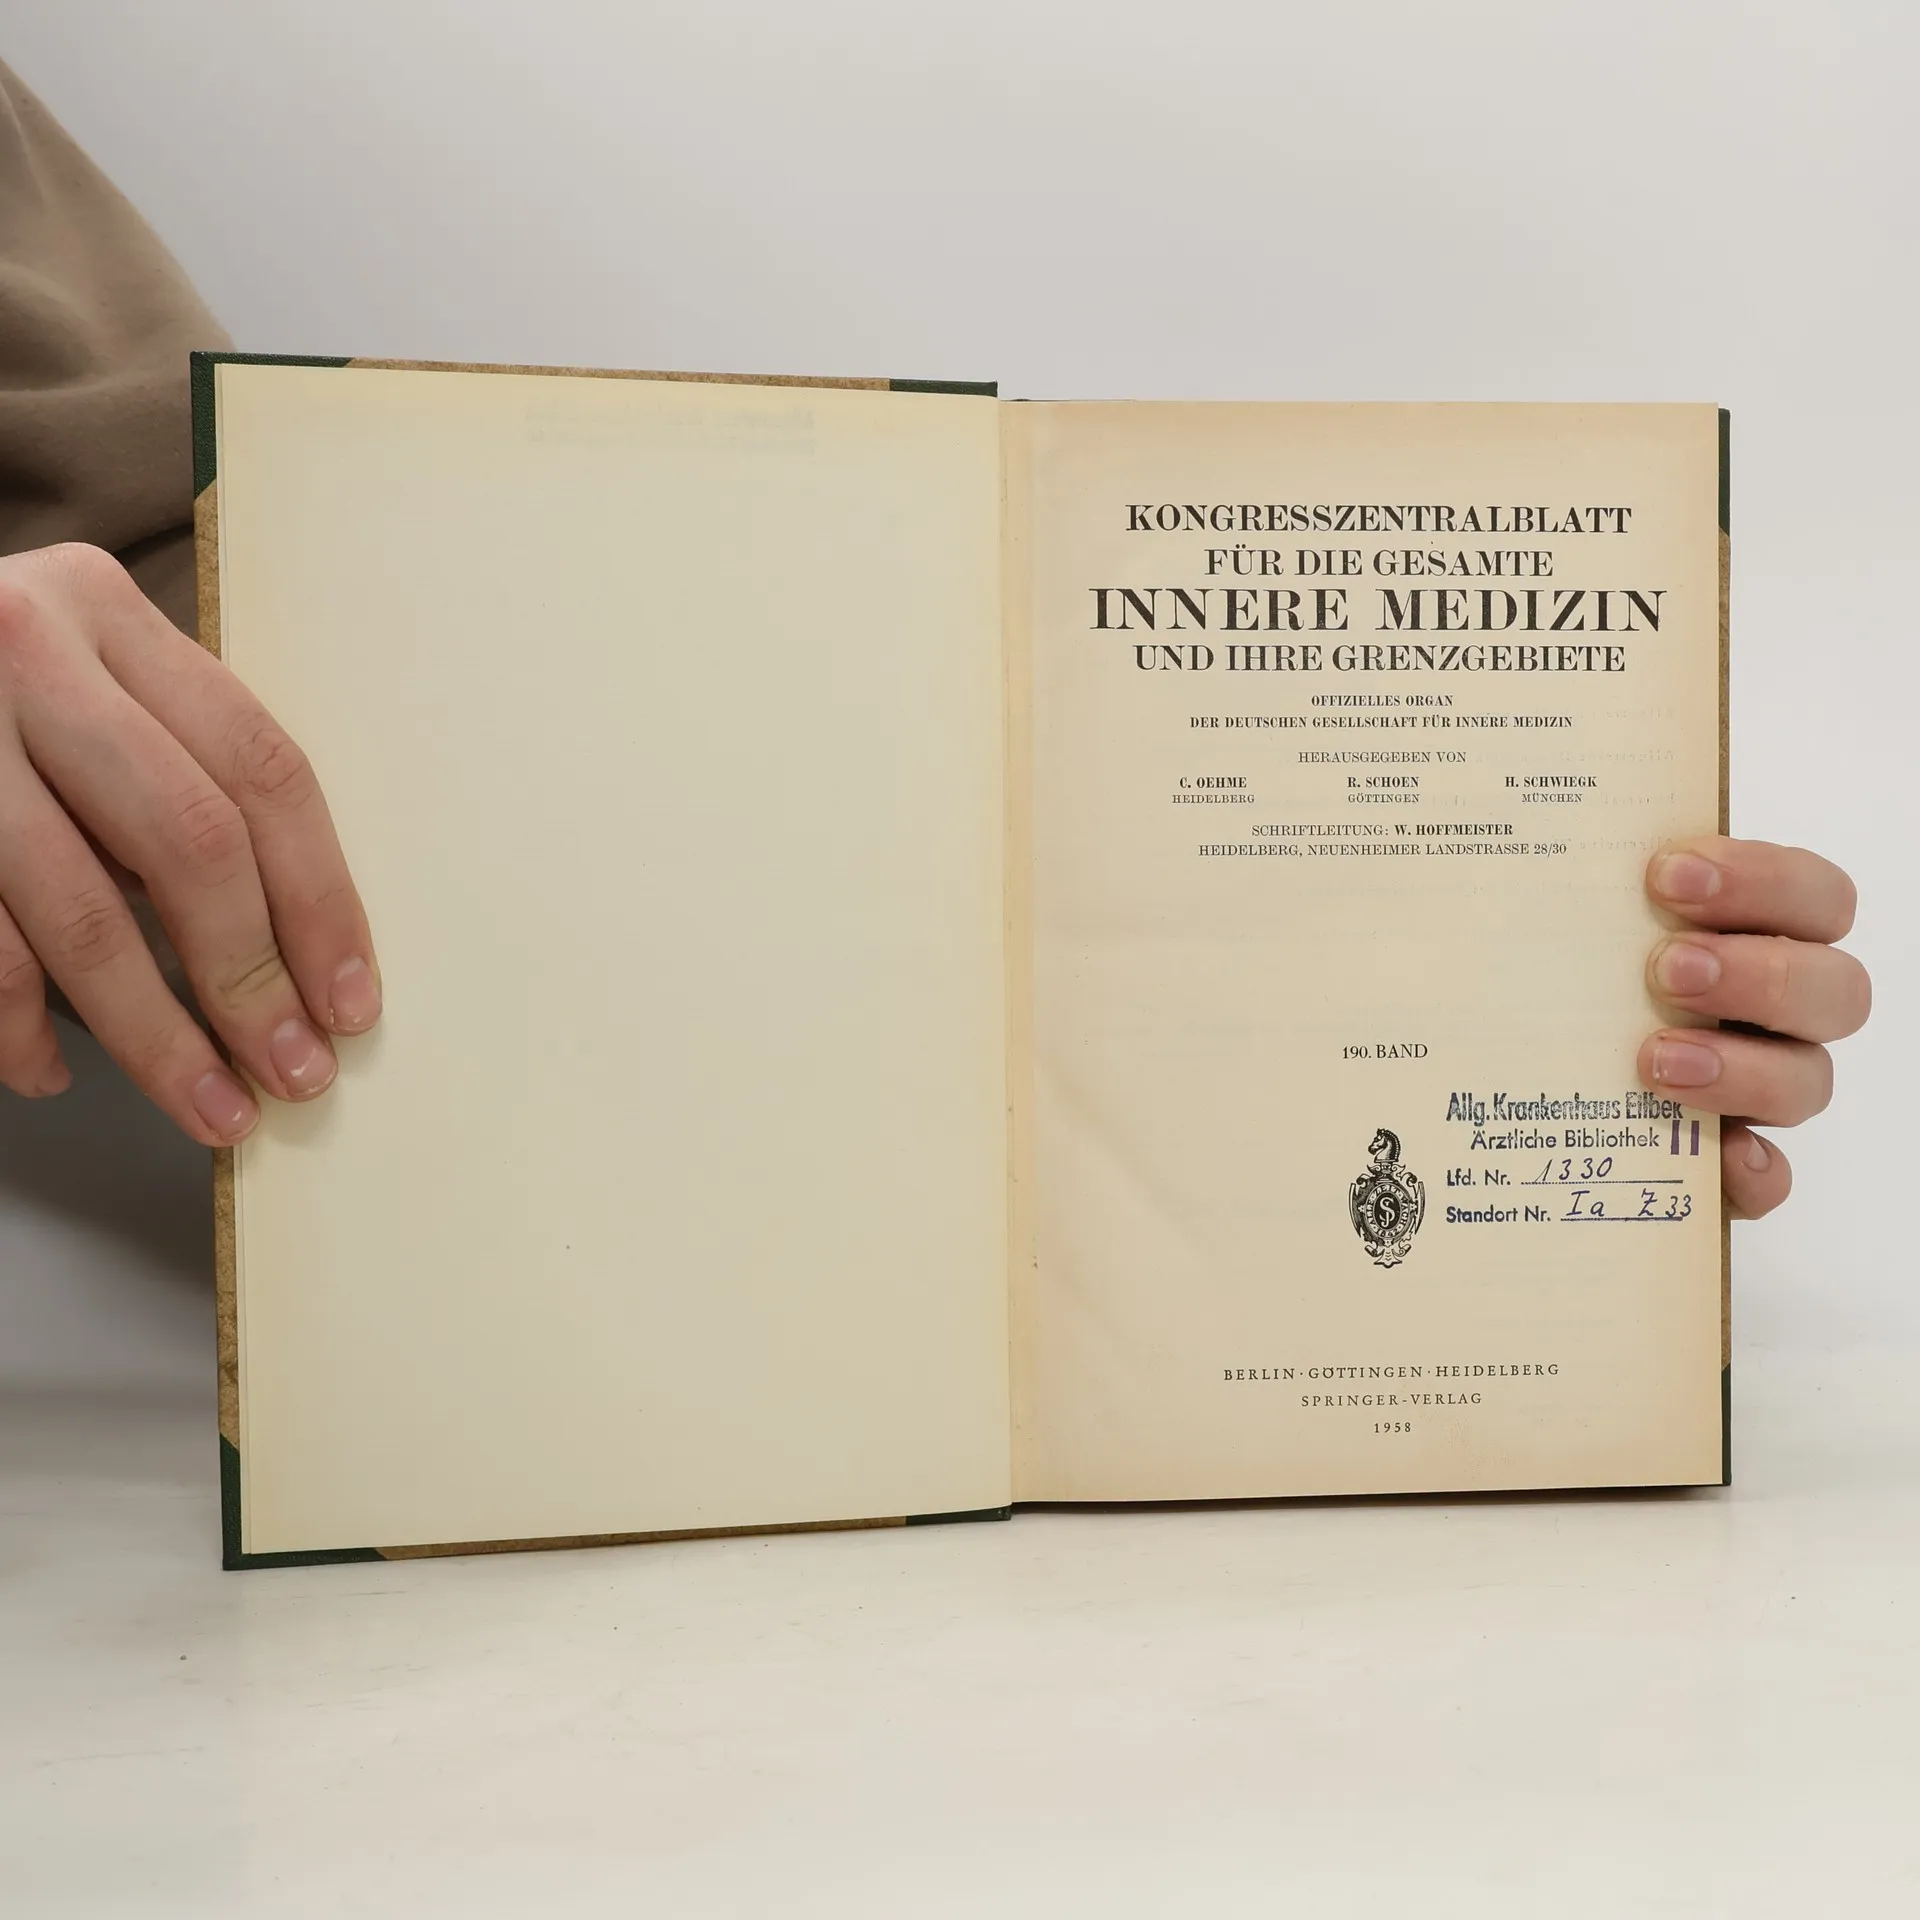 KONGRESSZENTRALBLATT
FÜR DIE GESAMTE
INNERE MEDIZIN
UND IHRE GRENZGEBIETE
OFFIZIELLES ORGAN
DER DEUTSCHEN GESELLSCHAFT FÜR INNERE MEDIZIN
HERAUSGEGEBEN VON
C. OEHME R. SCHOEN H. SCHWIEGK
HEIDELBERG GÖTTINGEN MÜNCHEN
SCHRIFTLEITUNG: W. HOFFMEISTER
HEIDELBERG, NEUENHEIMER LANDSTRASSE 28/30
190. BAND
Allg. Krankenhaus Eilbek
Ärztliche Bibliothek II
Lfd. Nr. 1330
Standort Nr. Ia Z 33
BERLIN · GÖTTINGEN · HEIDELBERG
SPRINGER-VERLAG
1958